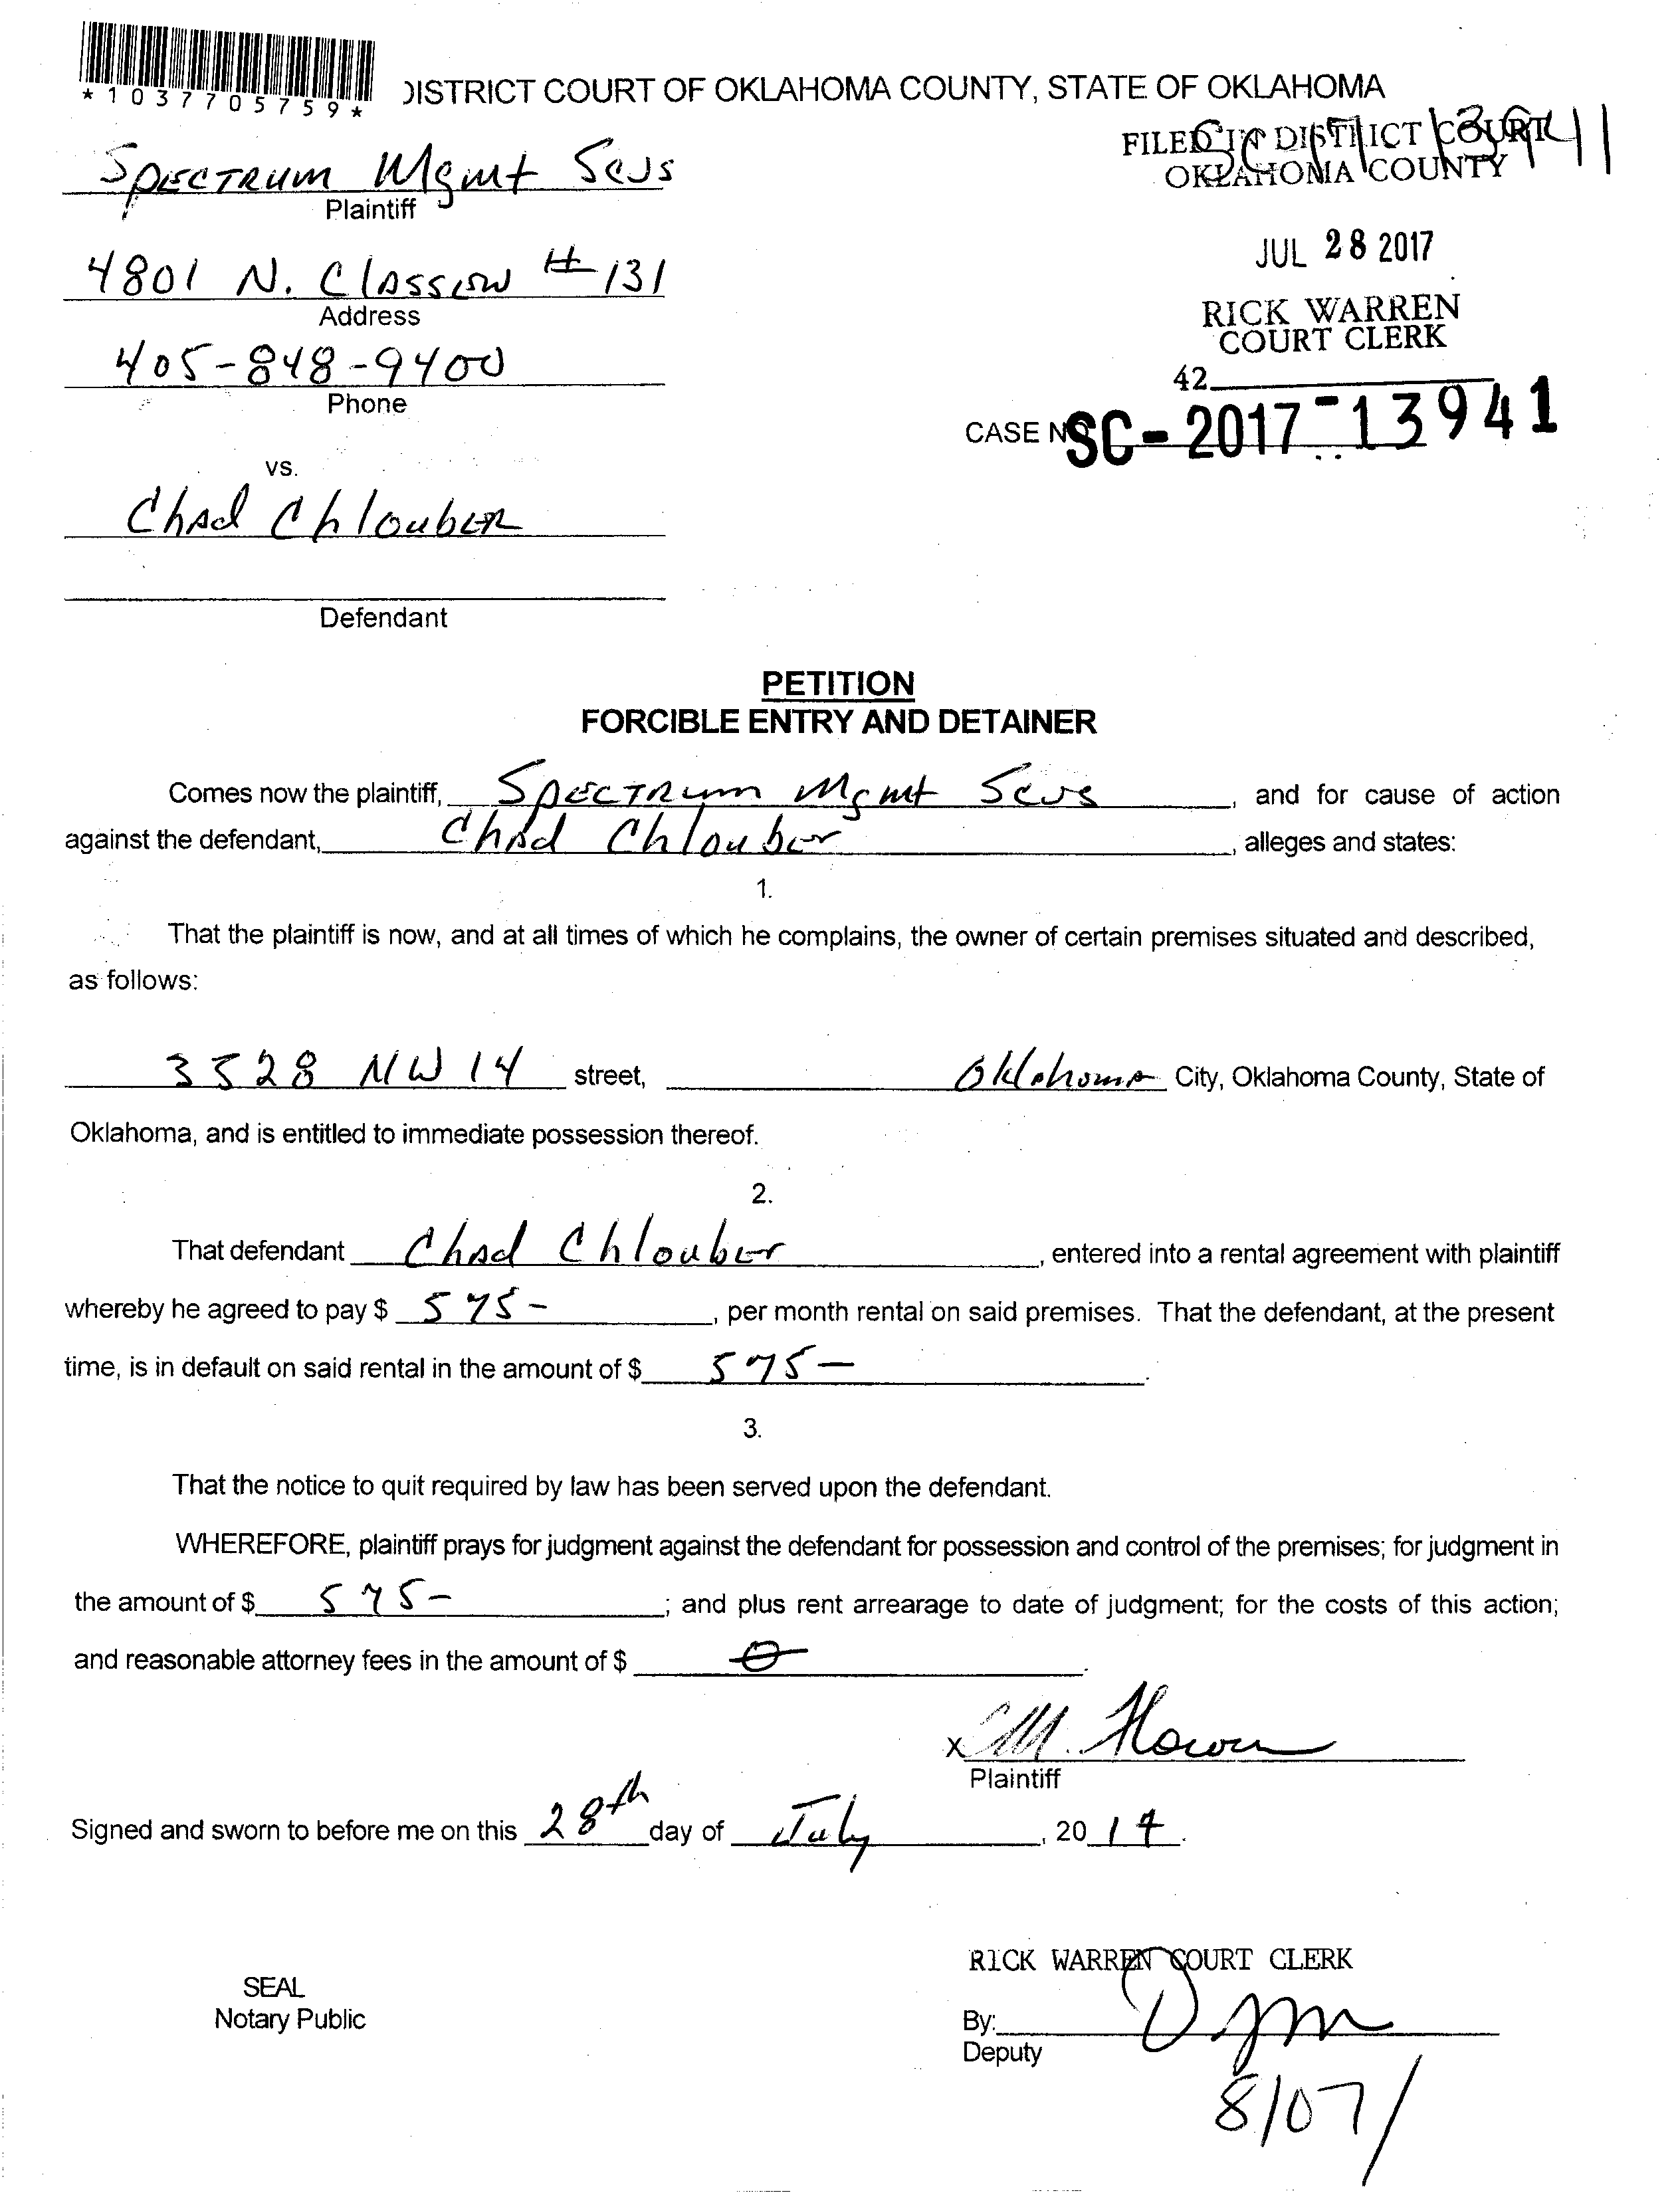 *1037705759*
DISTRICT COURT OF OKLAHOMA COUNTY, STATE OF OKLAHOMA
FILED IN DISTRICT COURT
OKLAHOMA COUNTY
SC 17 13941
Spectrum Mgmt Scvs
Plaintiff
4801 N. Classen #131
Address
405-848-9400
Phone
JUL 28 2017
RICK WARREN
COURT CLERK
42
CASE NO. SC-2017-13941
vs.
Chad Chlouber
Defendant
PETITION
FORCIBLE ENTRY AND DETAINER
Comes now the plaintiff, Spectrum Mgmt Scvs, and for cause of action
against the defendant, Chad Chlouber, alleges and states:
1.
That the plaintiff is now, and at all times of which he complains, the owner of certain premises situated and described,
as follows:
3528 NW 14 street, Oklahoma City, Oklahoma County, State of
Oklahoma, and is entitled to immediate possession thereof.
2.
That defendant Chad Chlouber, entered into a rental agreement with plaintiff
whereby he agreed to pay $ 575-, per month rental on said premises. That the defendant, at the present
time, is in default on said rental in the amount of $ 575-.
3.
That the notice to quit required by law has been served upon the defendant.
WHEREFORE, plaintiff prays for judgment against the defendant for possession and control of the premises; for judgment in
the amount of $ 575-; and plus rent arrearage to date of judgment; for the costs of this action;
and reasonable attorney fees in the amount of $ 0.
X
Plaintiff
Signed and sworn to before me on this 28th day of July, 2017.
RICK WARREN COURT CLERK
SEAL
Notary Public
By:
Deputy
8/07/